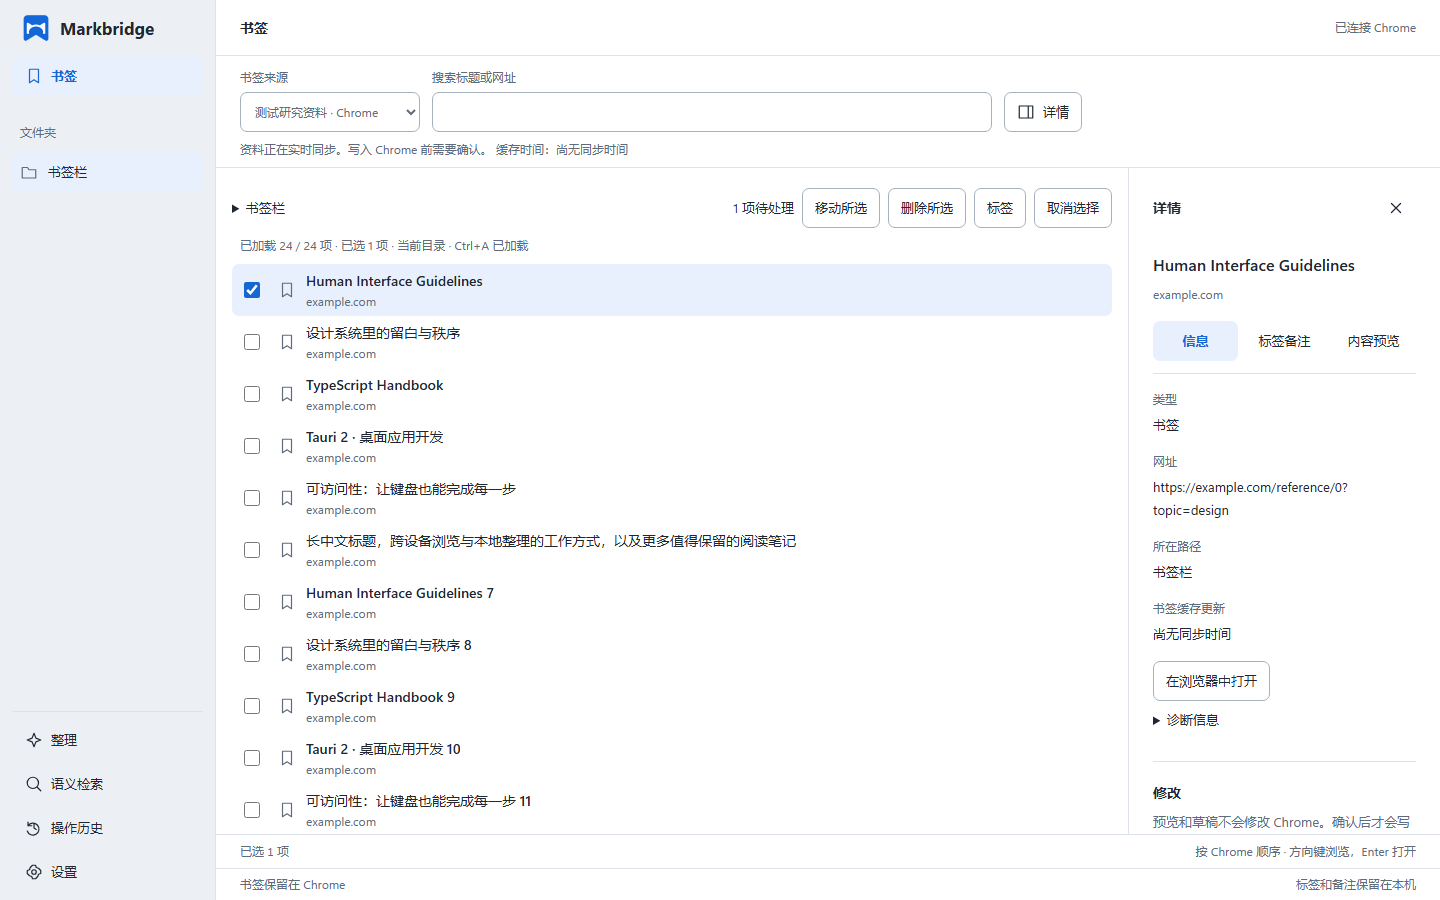 Markbridge
书签
文件夹
书签栏
整理
语义检索
操作历史
设置
书签
已连接 Chrome
书签来源
搜索标题或网址
测试研究资料 · Chrome
详情
资料正在实时同步。写入 Chrome 前需要确认。 缓存时间：尚无同步时间
书签栏
1 项待处理
移动所选
删除所选
标签
取消选择
已加载 24 / 24 项 · 已选 1 项 · 当前目录 · Ctrl+A 已加载
Human Interface Guidelines
example.com
设计系统里的留白与秩序
example.com
TypeScript Handbook
example.com
Tauri 2 · 桌面应用开发
example.com
可访问性：让键盘也能完成每一步
example.com
长中文标题，跨设备浏览与本地整理的工作方式，以及更多值得保留的阅读笔记
example.com
Human Interface Guidelines 7
example.com
设计系统里的留白与秩序 8
example.com
TypeScript Handbook 9
example.com
Tauri 2 · 桌面应用开发 10
example.com
可访问性：让键盘也能完成每一步 11
example.com
详情
Human Interface Guidelines
example.com
信息
标签备注
内容预览
类型
书签
网址
https://example.com/reference/0?
topic=design
所在路径
书签栏
书签缓存更新
尚无同步时间
在浏览器中打开
诊断信息
修改
预览和草稿不会修改 Chrome。确认后才会写
已选 1 项
按 Chrome 顺序 · 方向键浏览，Enter 打开
书签保留在 Chrome
标签和备注保留在本机